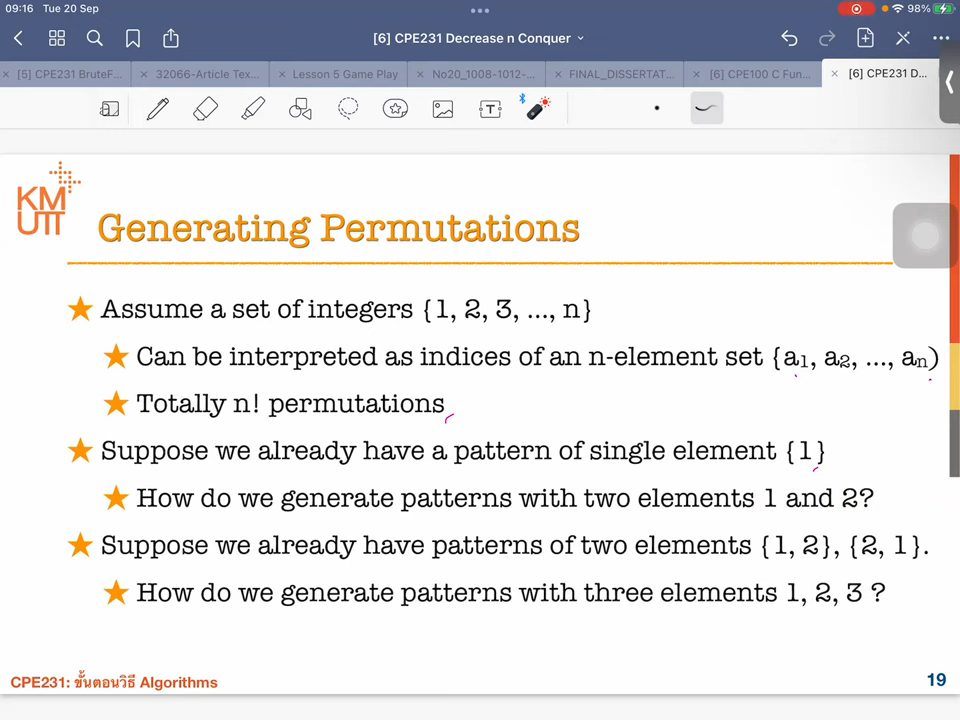 09:16 Tue 20 Sep
98%
[6] CPE231 Decrease n Conquer
[5] CPE231 BruteF...
32066-Article Tex...
Lesson 5 Game Play
No20_1008-1012-...
FINAL_DISSERTAT...
[6] CPE100 C Fun...
[6] CPE231 D...
KM
UTT
Generating Permutations
★ Assume a set of integers {1, 2, 3, ..., n}
★ Can be interpreted as indices of an n-element set {a₁, a₂, ..., aₙ)
★ Totally n! permutations
★ Suppose we already have a pattern of single element {1}
★ How do we generate patterns with two elements 1 and 2?
★ Suppose we already have patterns of two elements {1, 2}, {2, 1}.
★ How do we generate patterns with three elements 1, 2, 3 ?
CPE231: ขั้นตอนวิธี Algorithms
19